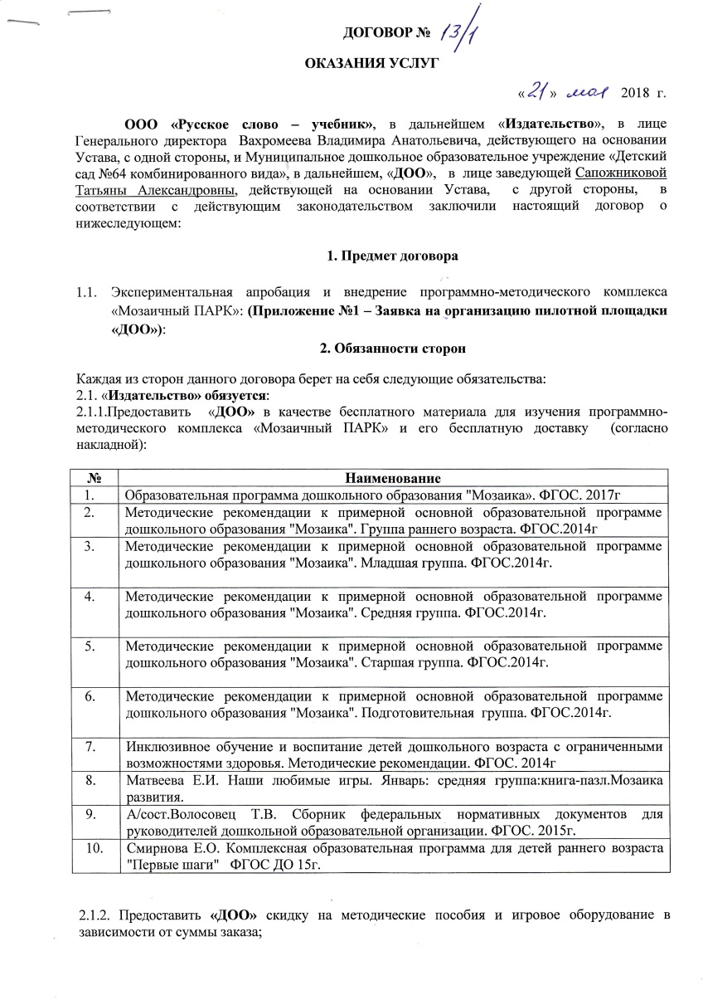 ДОГОВОР № 13/1
ОКАЗАНИЯ УСЛУГ
«21» мая 2018 г.
ООО «Русское слово – учебник», в дальнейшем «Издательство», в лице
Генерального директора Вахромеева Владимира Анатольевича, действующего на основании
Устава, с одной стороны, и Муниципальное дошкольное образовательное учреждение «Детский
сад №64 комбинированного вида», в дальнейшем, «ДОО», в лице заведующей Сапожниковой
Татьяны Александровны, действующей на основании Устава, с другой стороны, в
соответствии с действующим законодательством заключили настоящий договор о
нижеследующем:
1. Предмет договора
1.1. Экспериментальная апробация и внедрение программно-методического комплекса
«Мозаичный ПАРК»: (Приложение №1 – Заявка на организацию пилотной площадки
«ДОО»):
2. Обязанности сторон
Каждая из сторон данного договора берет на себя следующие обязательства:
2.1. «Издательство» обязуется:
2.1.1.Предоставить «ДОО» в качестве бесплатного материала для изучения программно-
методического комплекса «Мозаичный ПАРК» и его бесплатную доставку (согласно
накладной):
№ Наименование
1. Образовательная программа дошкольного образования "Мозаика». ФГОС. 2017г
2. Методические рекомендации к примерной основной образовательной программе
дошкольного образования "Мозаика". Группа раннего возраста. ФГОС.2014г
3. Методические рекомендации к примерной основной образовательной программе
дошкольного образования "Мозаика". Младшая группа. ФГОС.2014г.
4. Методические рекомендации к примерной основной образовательной программе
дошкольного образования "Мозаика". Средняя группа. ФГОС.2014г.
5. Методические рекомендации к примерной основной образовательной программе
дошкольного образования "Мозаика". Старшая группа. ФГОС.2014г.
6. Методические рекомендации к примерной основной образовательной программе
дошкольного образования "Мозаика". Подготовительная группа. ФГОС.2014г.
7. Инклюзивное обучение и воспитание детей дошкольного возраста с ограниченными
возможностями здоровья. Методические рекомендации. ФГОС. 2014г
8. Матвеева Е.И. Наши любимые игры. Январь: средняя группа:книга-пазл.Мозаика
развития.
9. А/сост.Волосовец Т.В. Сборник федеральных нормативных документов для
руководителей дошкольной образовательной организации. ФГОС. 2015г.
10. Смирнова Е.О. Комплексная образовательная программа для детей раннего возраста
"Первые шаги" ФГОС ДО 15г.
2.1.2. Предоставить «ДОО» скидку на методические пособия и игровое оборудование в
зависимости от суммы заказа;